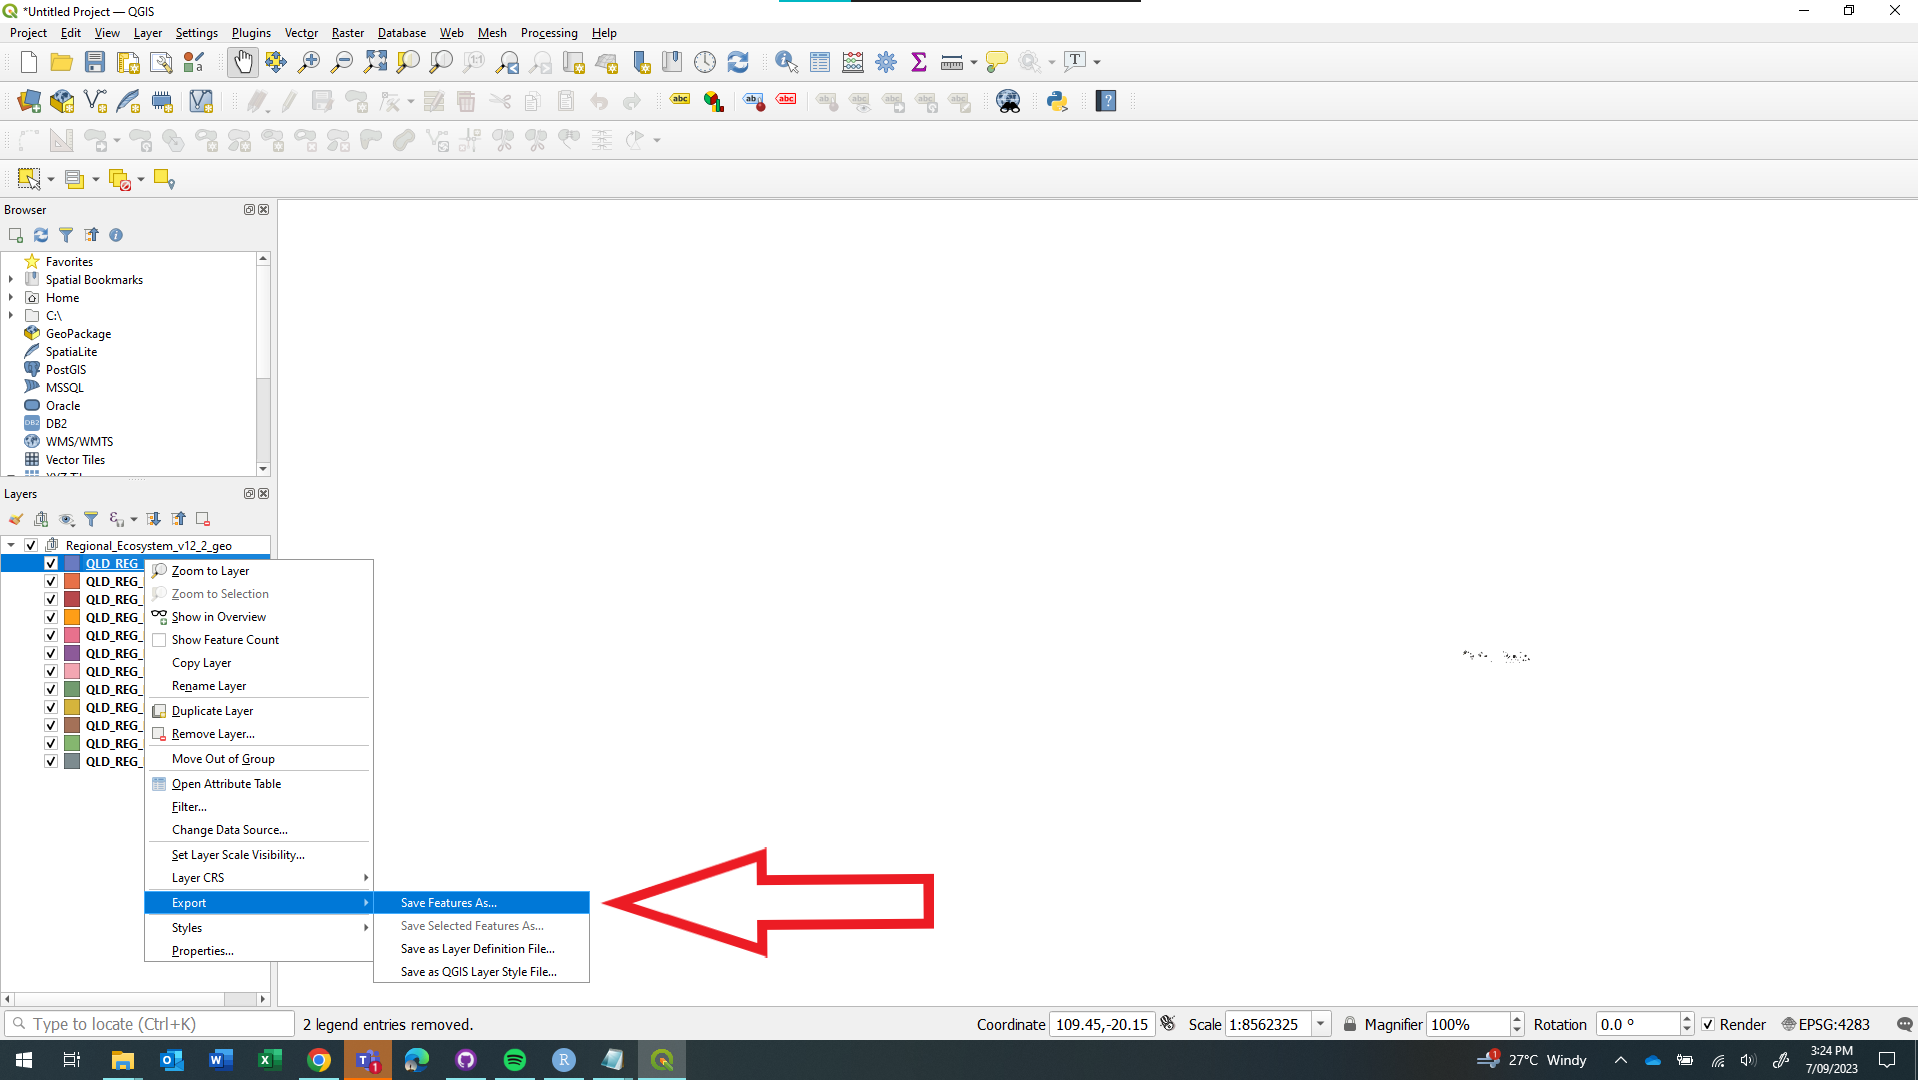 *Untitled Project — QGIS
Project Edit View Layer Settings Plugins Vector Raster Database Web Mesh Processing Help
Browser
Favorites
Spatial Bookmarks
Home
C:\
GeoPackage
SpatiaLite
PostGIS
MSSQL
Oracle
DB2
WMS/WMTS
Vector Tiles
Layers
Regional_Ecosystem_v12_2_geo
QLD_REG_
QLD_REG_
QLD_REG_
QLD_REG_
QLD_REG_
QLD_REG_
QLD_REG_
QLD_REG_
QLD_REG_
QLD_REG_
QLD_REG_
QLD_REG_
Zoom to Layer
Zoom to Selection
Show in Overview
Show Feature Count
Copy Layer
Rename Layer
Duplicate Layer
Remove Layer...
Move Out of Group
Open Attribute Table
Filter...
Change Data Source...
Set Layer Scale Visibility...
Layer CRS
Export
Styles
Properties...
Save Features As...
Save Selected Features As...
Save as Layer Definition File...
Save as QGIS Layer Style File...
Type to locate (Ctrl+K) 2 legend entries removed. Coordinate 109.45,-20.15 Scale 1:8562325 Magnifier 100% Rotation 0.0 ° Render EPSG:4283
27°C Windy
3:24 PM
7/09/2023